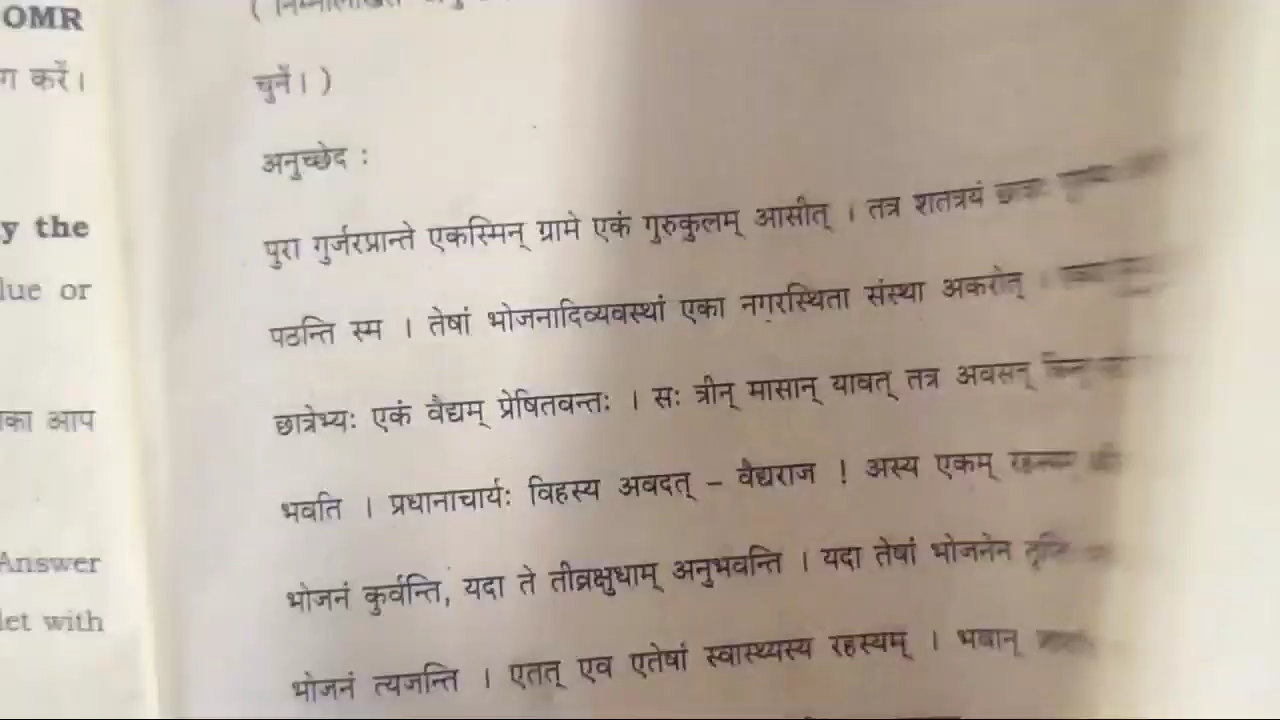 OMR
करें।
y the
lue or
का आप
Answer
let with
चुनें। )
अनुच्छेद :
पुरा गुर्जरप्रान्ते एकस्मिन् ग्रामे एकं गुरुकुलम् आसीत् । तत्र शतत्रयं
पठन्ति स्म । तेषां भोजनादिव्यवस्थां एका नगरस्थिता संस्था अकरोत् ।
छात्रेभ्यः एकं वैद्यम् प्रेषितवन्तः । सः त्रीन् मासान् यावत् तत्र अवसन्
भवति । प्रधानाचार्यः विहस्य अवदत् – वैद्यराज ! अस्य एकम्
भोजनं कुर्वन्ति, यदा ते तीव्रक्षुधाम् अनुभवन्ति । यदा तेषां भोजनेन
भोजनं त्यजन्ति । एतत् एव एतेषां स्वास्थ्यस्य रहस्यम् । भवान्